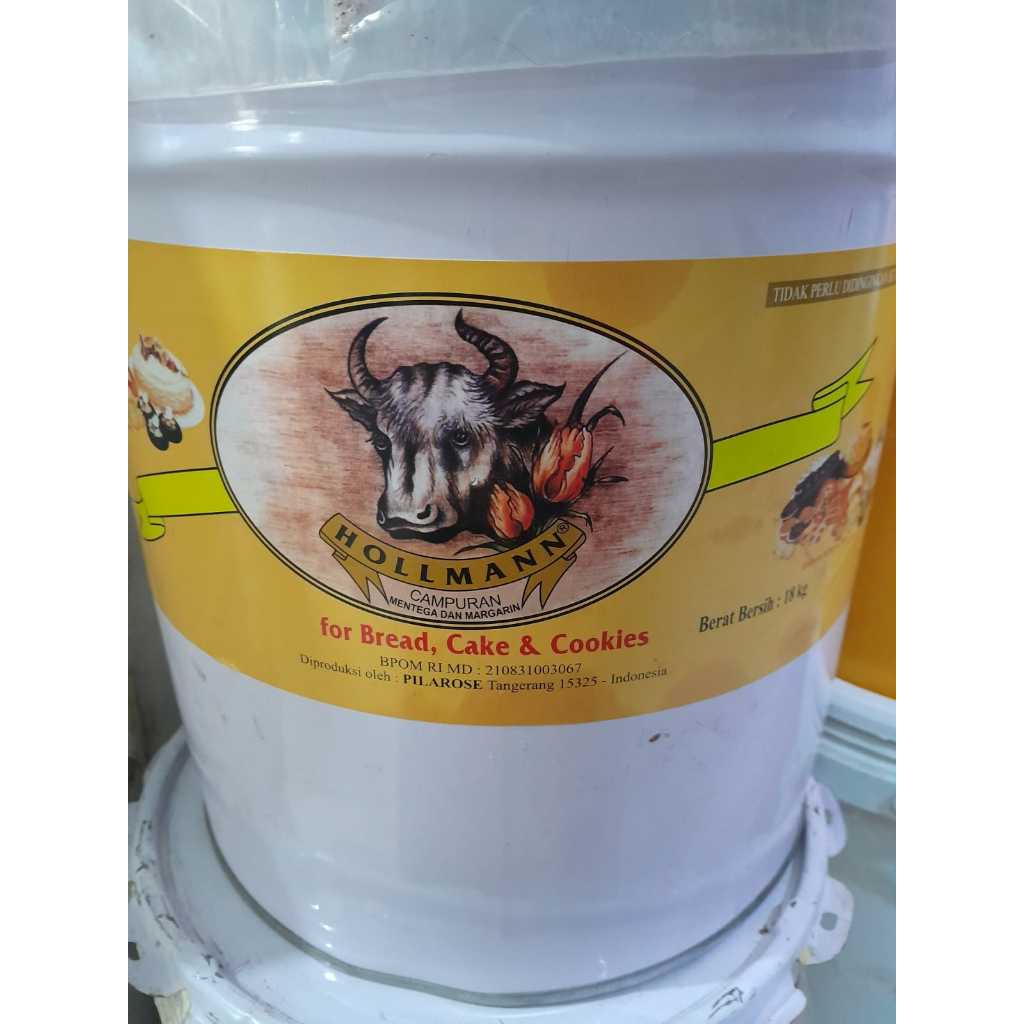 TIDAK PERLU DIDINGINKAN
HOLLMANN®
CAMPURAN
MENTEGA DAN MARGARIN
for Bread, Cake & Cookies
Berat Bersih : 18 kg
BPOM RI MD : 210831003067
Diproduksi oleh : PILAROSE Tangerang 15325 - Indonesia